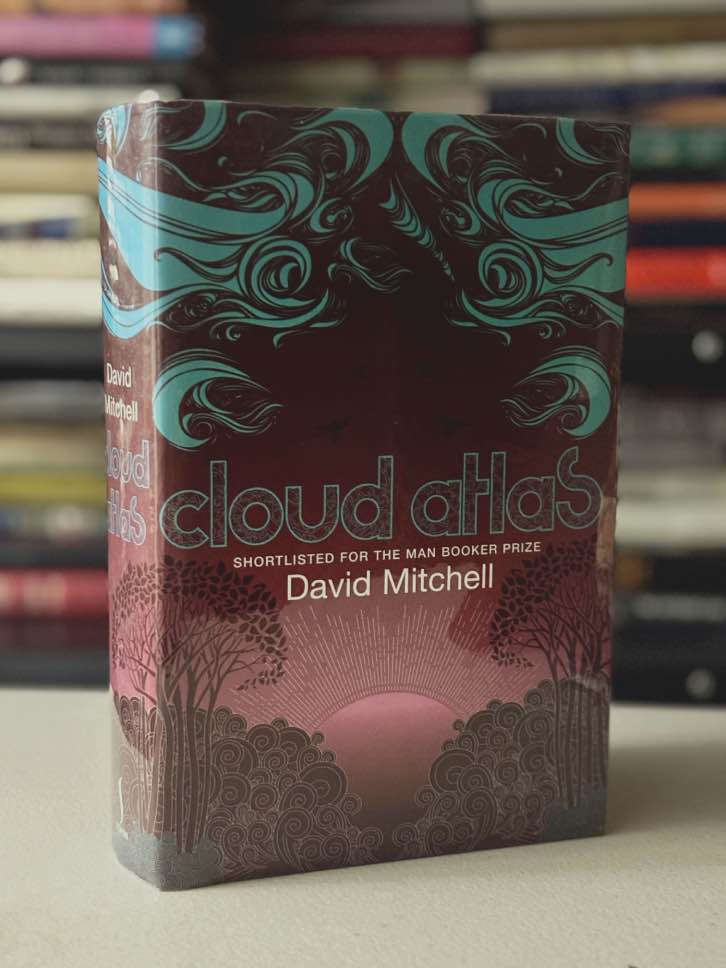 David
Mitchell
cloud
atlas
cloud atlas
SHORTLISTED FOR THE MAN BOOKER PRIZE
David Mitchell